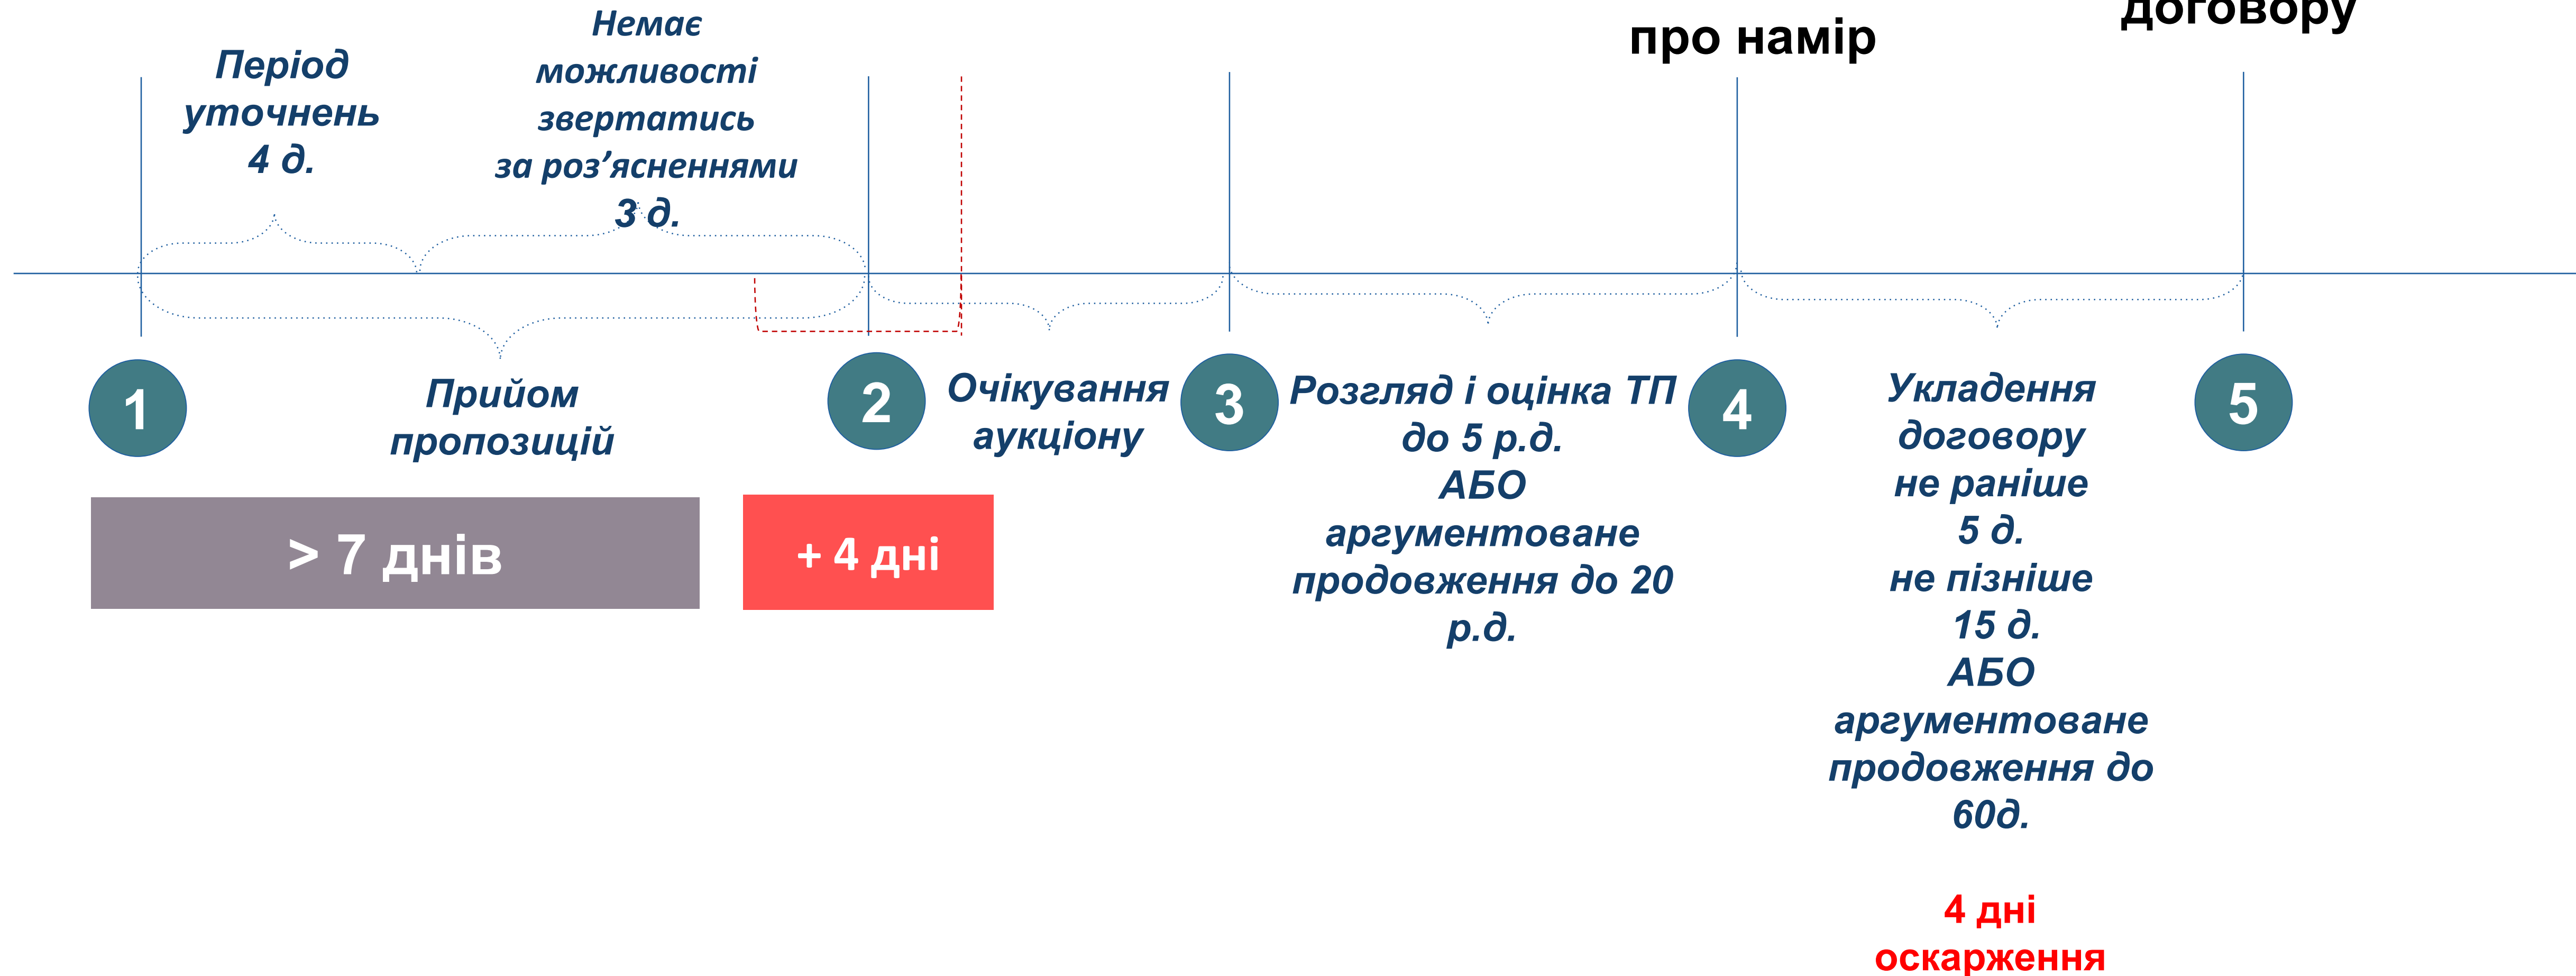 про намір
договору
Період
уточнень
4 д.
Немає
можливості
звертатись
за роз’ясненнями
3 д.
1
Прийом
пропозицій
> 7 днів
+ 4 дні
2
Очікування
аукціону
3
Розгляд і оцінка ТП
до 5 р.д.
АБО
аргументоване
продовження до 20
р.д.
4
Укладення
договору
не раніше
5 д.
не пізніше
15 д.
АБО
аргументоване
продовження до
60д.
4 дні
оскарження
5